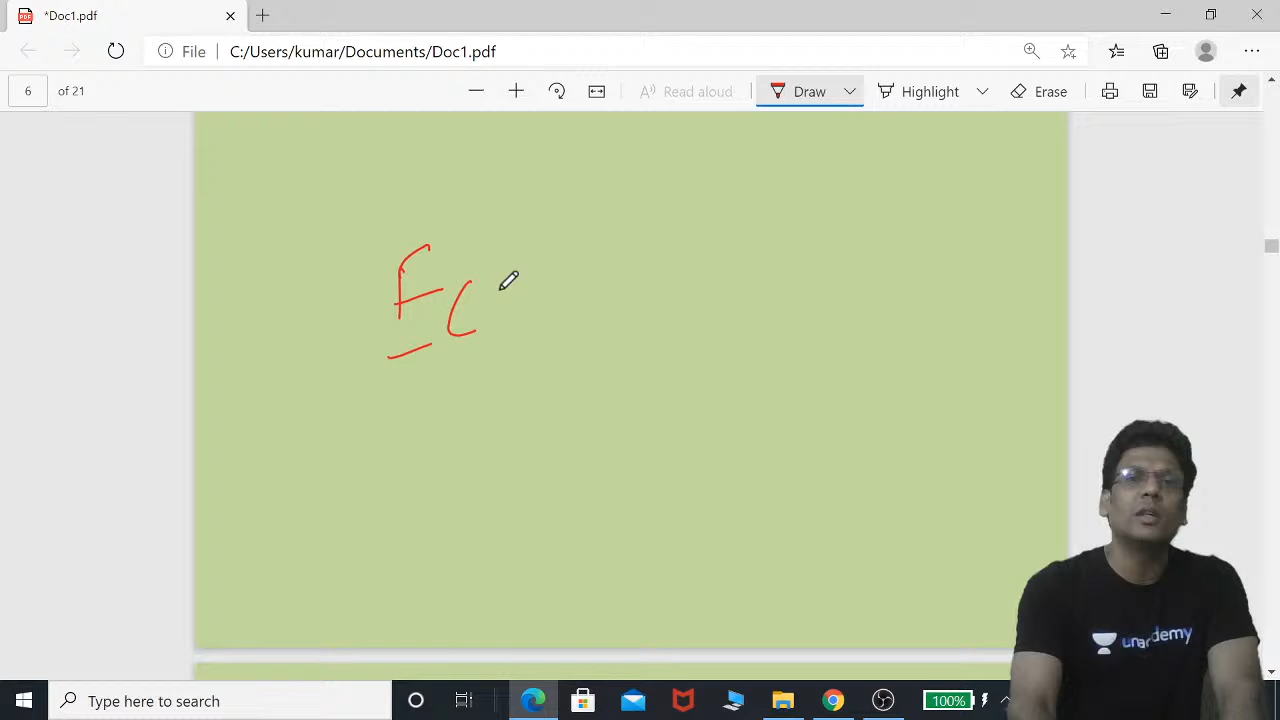 *Doc1.pdf
File C:/Users/kumar/Documents/Doc1.pdf
6 of 21 Read aloud Draw Highlight Erase
Fc
unacademy
Type here to search 100%